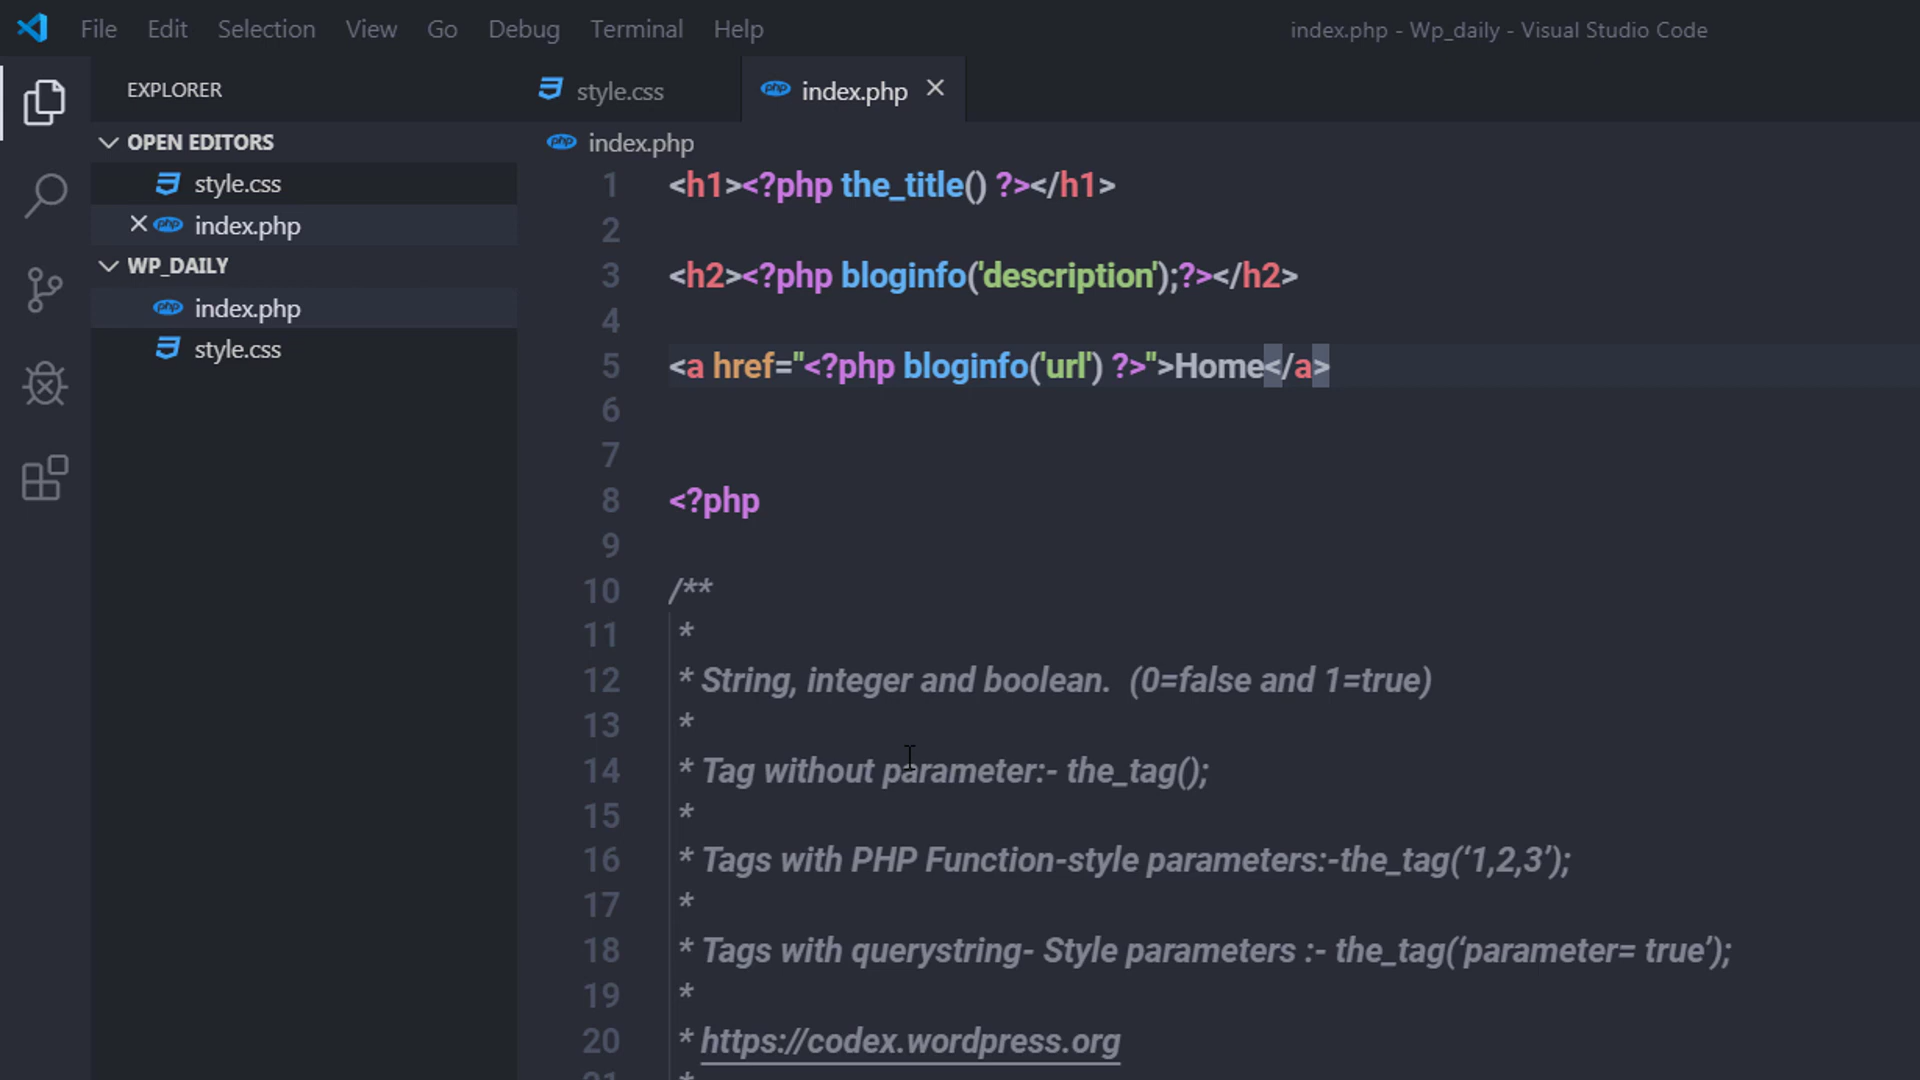 File Edit Selection View Go Debug Terminal Help
index.php - Wp_daily - Visual Studio Code
EXPLORER
OPEN EDITORS
style.css
index.php
WP_DAILY
index.php
style.css
style.css
index.php
index.php
1 <h1><?php the_title() ?></h1>
2
3 <h2><?php bloginfo('description');?></h2>
4
5 <a href="<?php bloginfo('url') ?>">Home</a>
6
7
8 <?php
9
10 /**
11 *
12 * String, integer and boolean.  (0=false and 1=true)
13 *
14 * Tag without parameter:- the_tag();
15 *
16 * Tags with PHP Function-style parameters:-the_tag(‘1,2,3’);
17 *
18 * Tags with querystring- Style parameters :- the_tag(‘parameter= true’);
19 *
20 * https://codex.wordpress.org